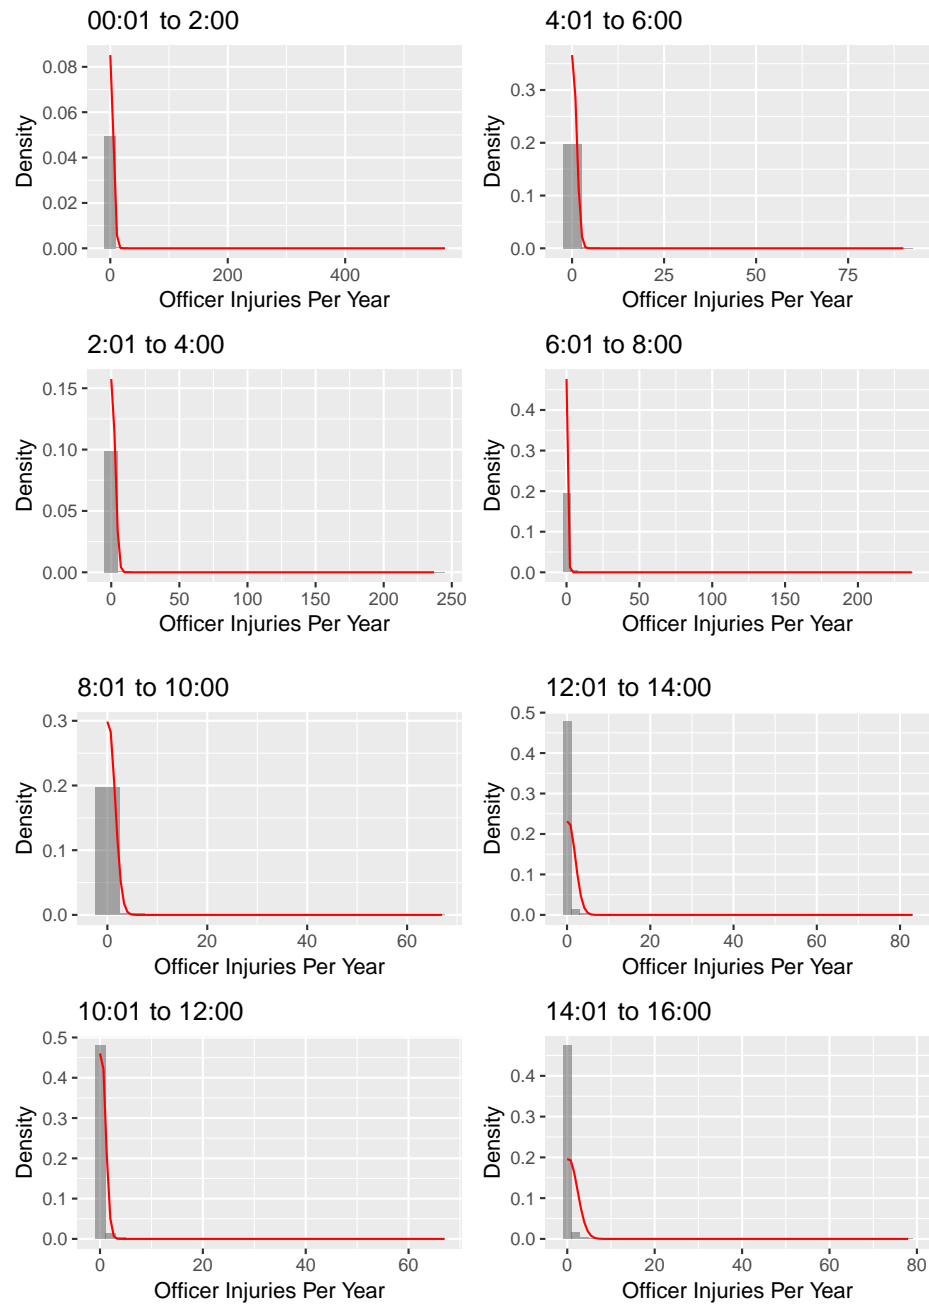 00:01 to 2:00
0.08
0.06
0.04
0.02
0.00
Density
0 200 400
Officer Injuries Per Year
4:01 to 6:00
0.3
0.2
0.1
0.0
Density
0 25 50 75
Officer Injuries Per Year
2:01 to 4:00
0.15
0.10
0.05
0.00
Density
0 50 100 150 200 250
Officer Injuries Per Year
6:01 to 8:00
0.4
0.3
0.2
0.1
0.0
Density
0 50 100 150 200
Officer Injuries Per Year
8:01 to 10:00
0.3
0.2
0.1
0.0
Density
0 20 40 60
Officer Injuries Per Year
12:01 to 14:00
0.5
0.4
0.3
0.2
0.1
0.0
Density
0 20 40 60 80
Officer Injuries Per Year
10:01 to 12:00
0.5
0.4
0.3
0.2
0.1
0.0
Density
0 20 40 60
Officer Injuries Per Year
14:01 to 16:00
0.4
0.3
0.2
0.1
0.0
Density
0 20 40 60 80
Officer Injuries Per Year